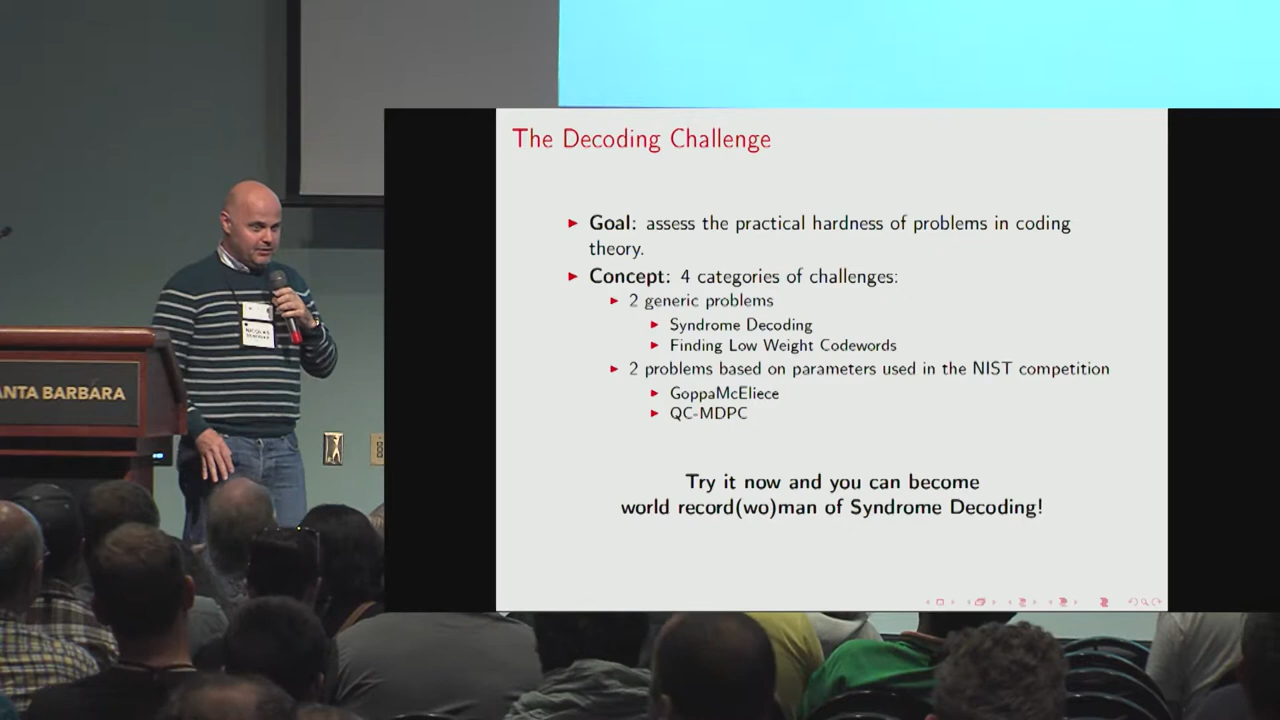 The Decoding Challenge
Goal: assess the practical hardness of problems in coding
theory.
Concept: 4 categories of challenges:
2 generic problems
Syndrome Decoding
Finding Low Weight Codewords
2 problems based on parameters used in the NIST competition
GoppaMcEliece
QC-MDPC
Try it now and you can become
world record(wo)man of Syndrome Decoding!
ANTA BARBARA
NICOLAS